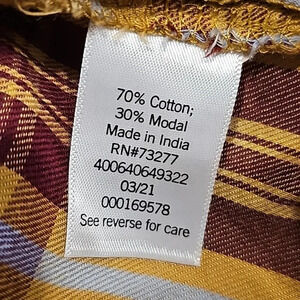 70% Cotton;
30% Modal
Made in India
RN#73277
400640649322
03/21
000169578
See reverse for care